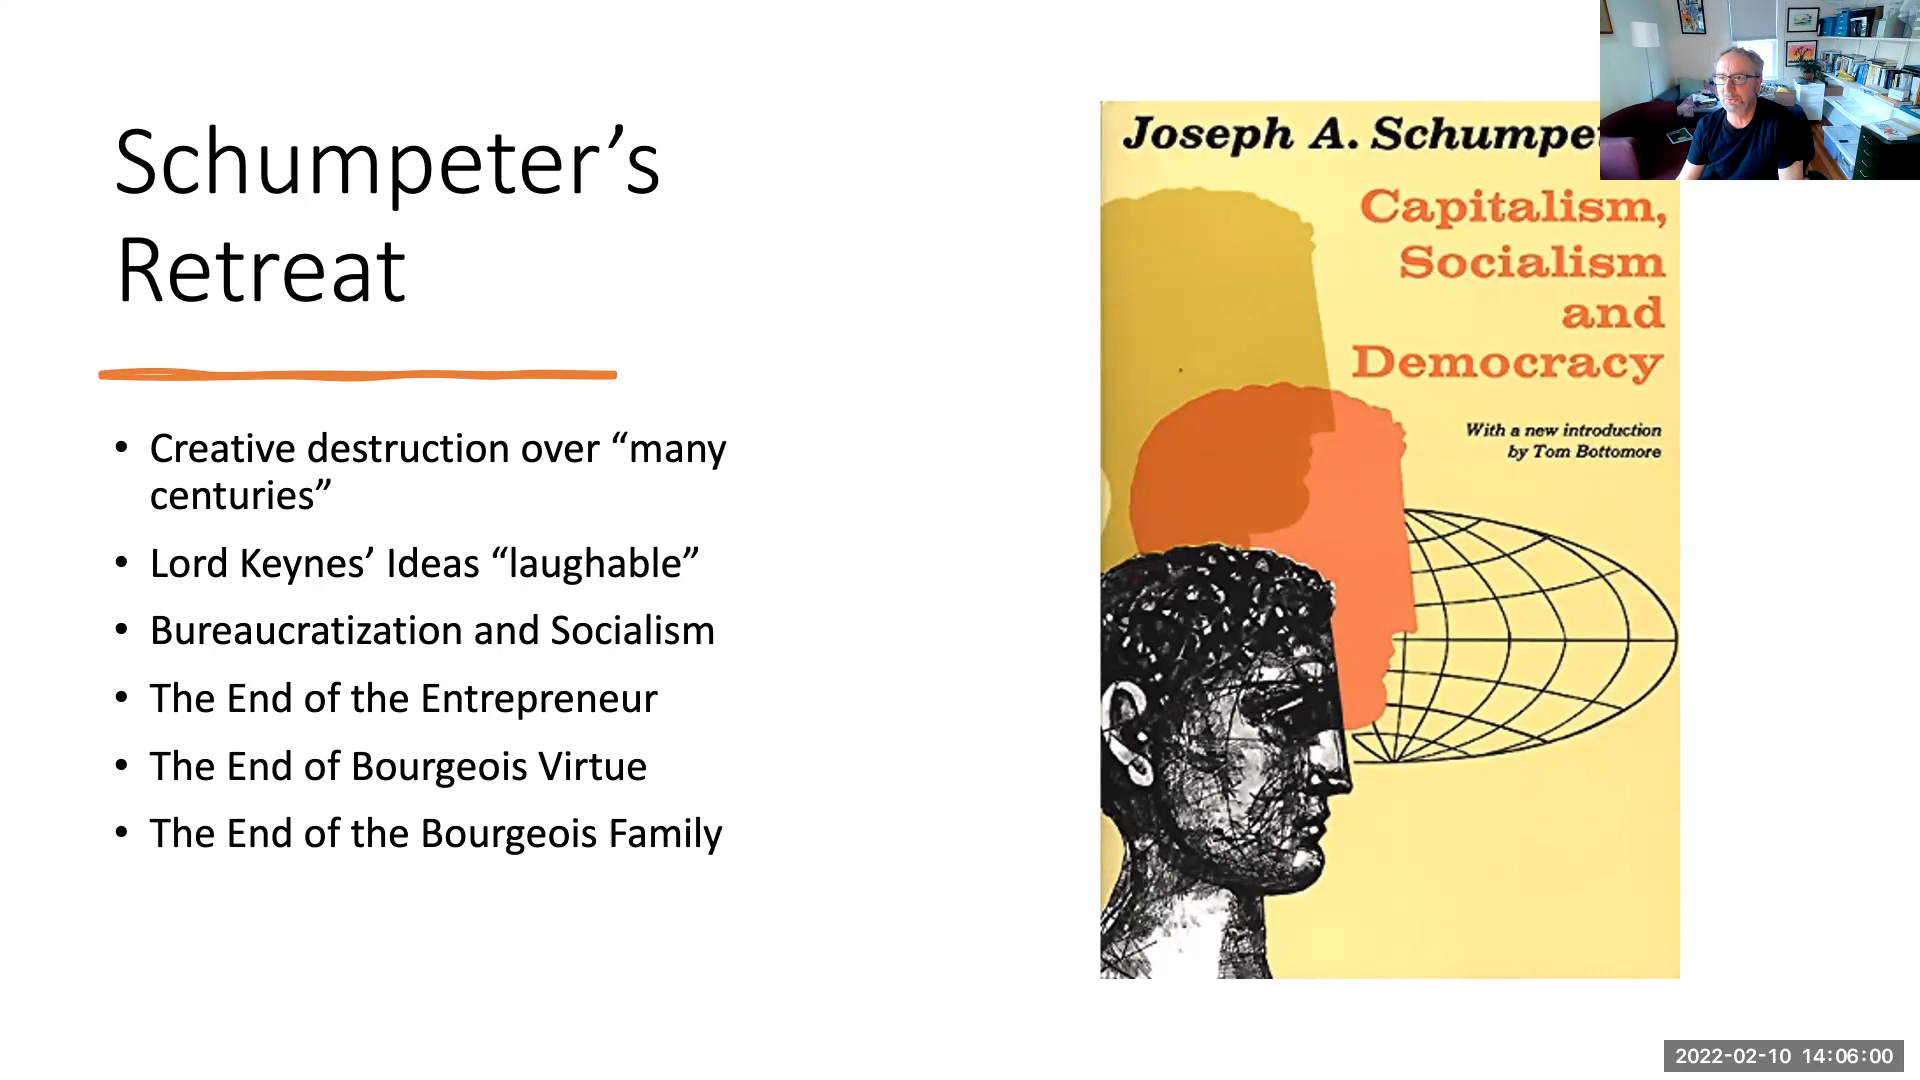 Schumpeter’s
Retreat
• Creative destruction over “many
centuries”
• Lord Keynes’ Ideas “laughable”
• Bureaucratization and Socialism
• The End of the Entrepreneur
• The End of Bourgeois Virtue
• The End of the Bourgeois Family
Joseph A. Schumpe
Capitalism,
Socialism
and
Democracy
With a new introduction
by Tom Bottomore
2022-02-10 14:06:00